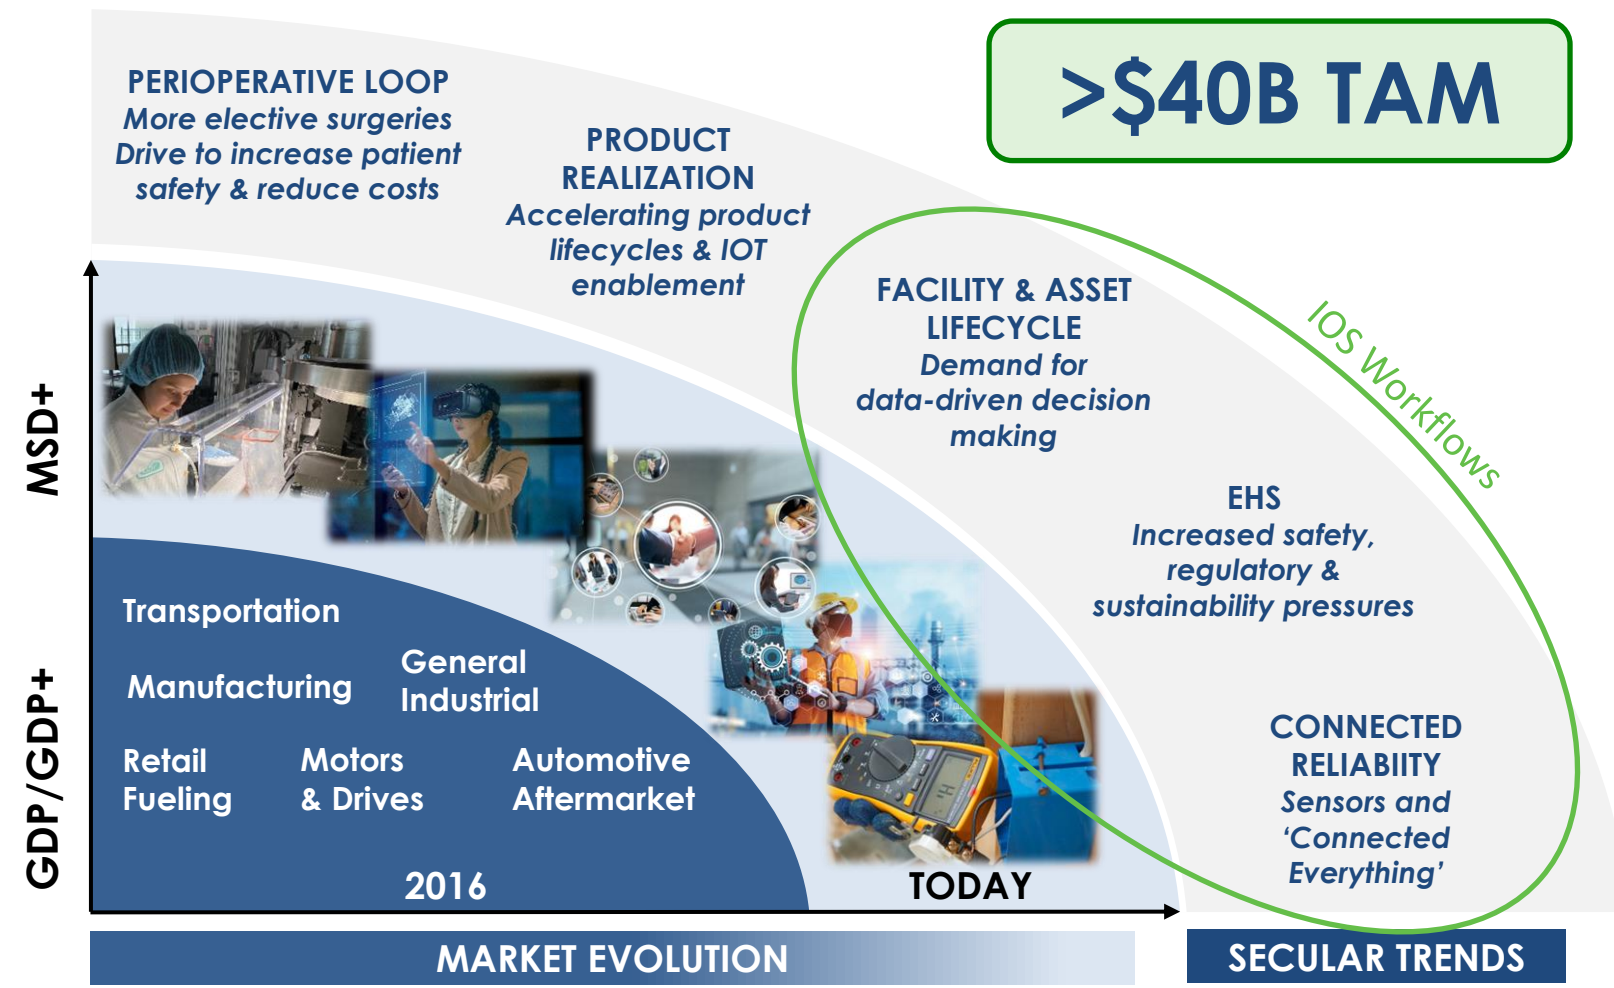 >$40B TAM
PERIOPERATIVE LOOP
More elective surgeries
Drive to increase patient
safety & reduce costs
PRODUCT
REALIZATION
Accelerating product
lifecycles & IOT
enablement
FACILITY & ASSET
LIFECYCLE
Demand for
data-driven decision
making
IOS Workflows
EHS
Increased safety,
regulatory &
sustainability pressures
CONNECTED
RELIABIITY
Sensors and
‘Connected
Everything’
MSD+
GDP/GDP+
Transportation
Manufacturing
General
Industrial
Retail
Fueling
Motors
& Drives
Automotive
Aftermarket
2016
TODAY
MARKET EVOLUTION
SECULAR TRENDS